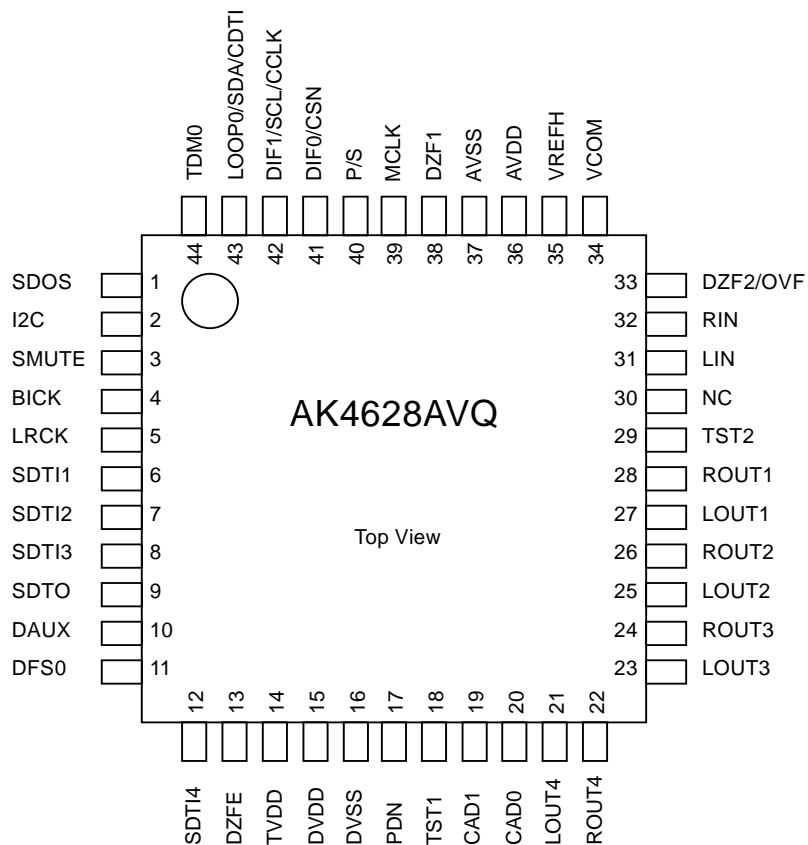 TDM0
LOOP0/SDA/CDTI
DIF1/SCL/CCLK
DIF0/CSN
P/S
MCLK
DZF1
AVSS
AVDD
VREFH
VCOM
44 43 42 41 40 39 38 37 36 35 34
SDOS 1 33 DZF2/OVF
I2C 2 32 RIN
SMUTE 3 31 LIN
BICK 4 30 NC
AK4628AVQ
LRCK 5 29 TST2
SDTI1 6 28 ROUT1
SDTI2 7 27 LOUT1
Top View
SDTI3 8 26 ROUT2
SDTO 9 25 LOUT2
DAUX 10 24 ROUT3
DFS0 11 23 LOUT3
12 13 14 15 16 17 18 19 20 21 22
SDTI4
DZFE
TVDD
DVDD
DVSS
PDN
TST1
CAD1
CAD0
LOUT4
ROUT4